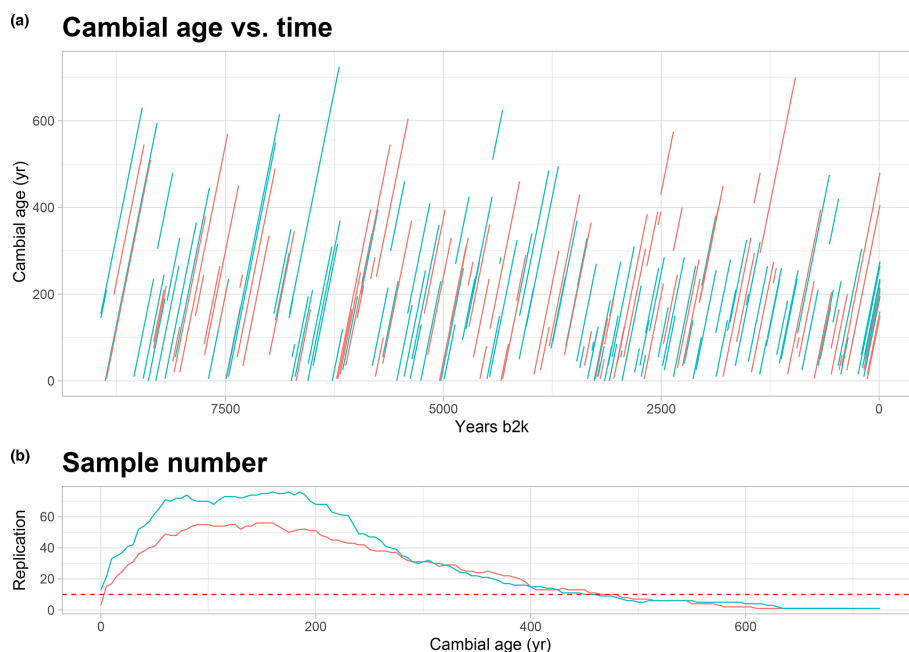 (a)
Cambial age vs. time
Cambial age (yr)
600
400
200
0
7500
5000
2500
0
Years b2k
(b)
Sample number
Replication
60
40
20
0
0
200
400
600
Cambial age (yr)